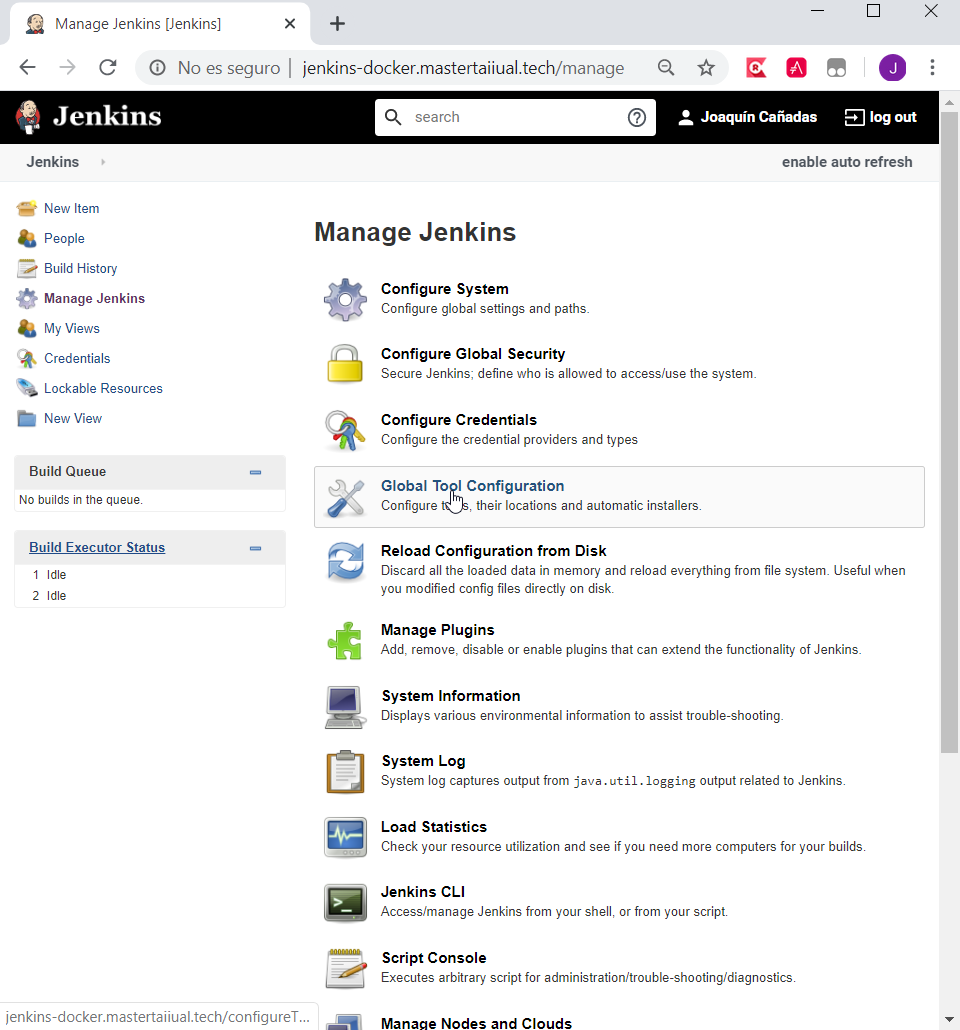 Manage Jenkins [Jenkins]
No es seguro | jenkins-docker.mastertaiiual.tech/manage
J
Jenkins
search
Joaquín Cañadas
log out
Jenkins
enable auto refresh
New Item
People
Build History
Manage Jenkins
My Views
Credentials
Lockable Resources
New View
Build Queue
No builds in the queue.
Build Executor Status
1 Idle
2 Idle
Manage Jenkins
Configure System
Configure global settings and paths.
Configure Global Security
Secure Jenkins; define who is allowed to access/use the system.
Configure Credentials
Configure the credential providers and types
Global Tool Configuration
Configure tools, their locations and automatic installers.
Reload Configuration from Disk
Discard all the loaded data in memory and reload everything from file system. Useful when
you modified config files directly on disk.
Manage Plugins
Add, remove, disable or enable plugins that can extend the functionality of Jenkins.
System Information
Displays various environmental information to assist trouble-shooting.
System Log
System log captures output from java.util.logging output related to Jenkins.
Load Statistics
Check your resource utilization and see if you need more computers for your builds.
Jenkins CLI
Access/manage Jenkins from your shell, or from your script.
Script Console
Executes arbitrary script for administration/trouble-shooting/diagnostics.
Manage Nodes and Clouds
jenkins-docker.mastertaiiual.tech/configureT...